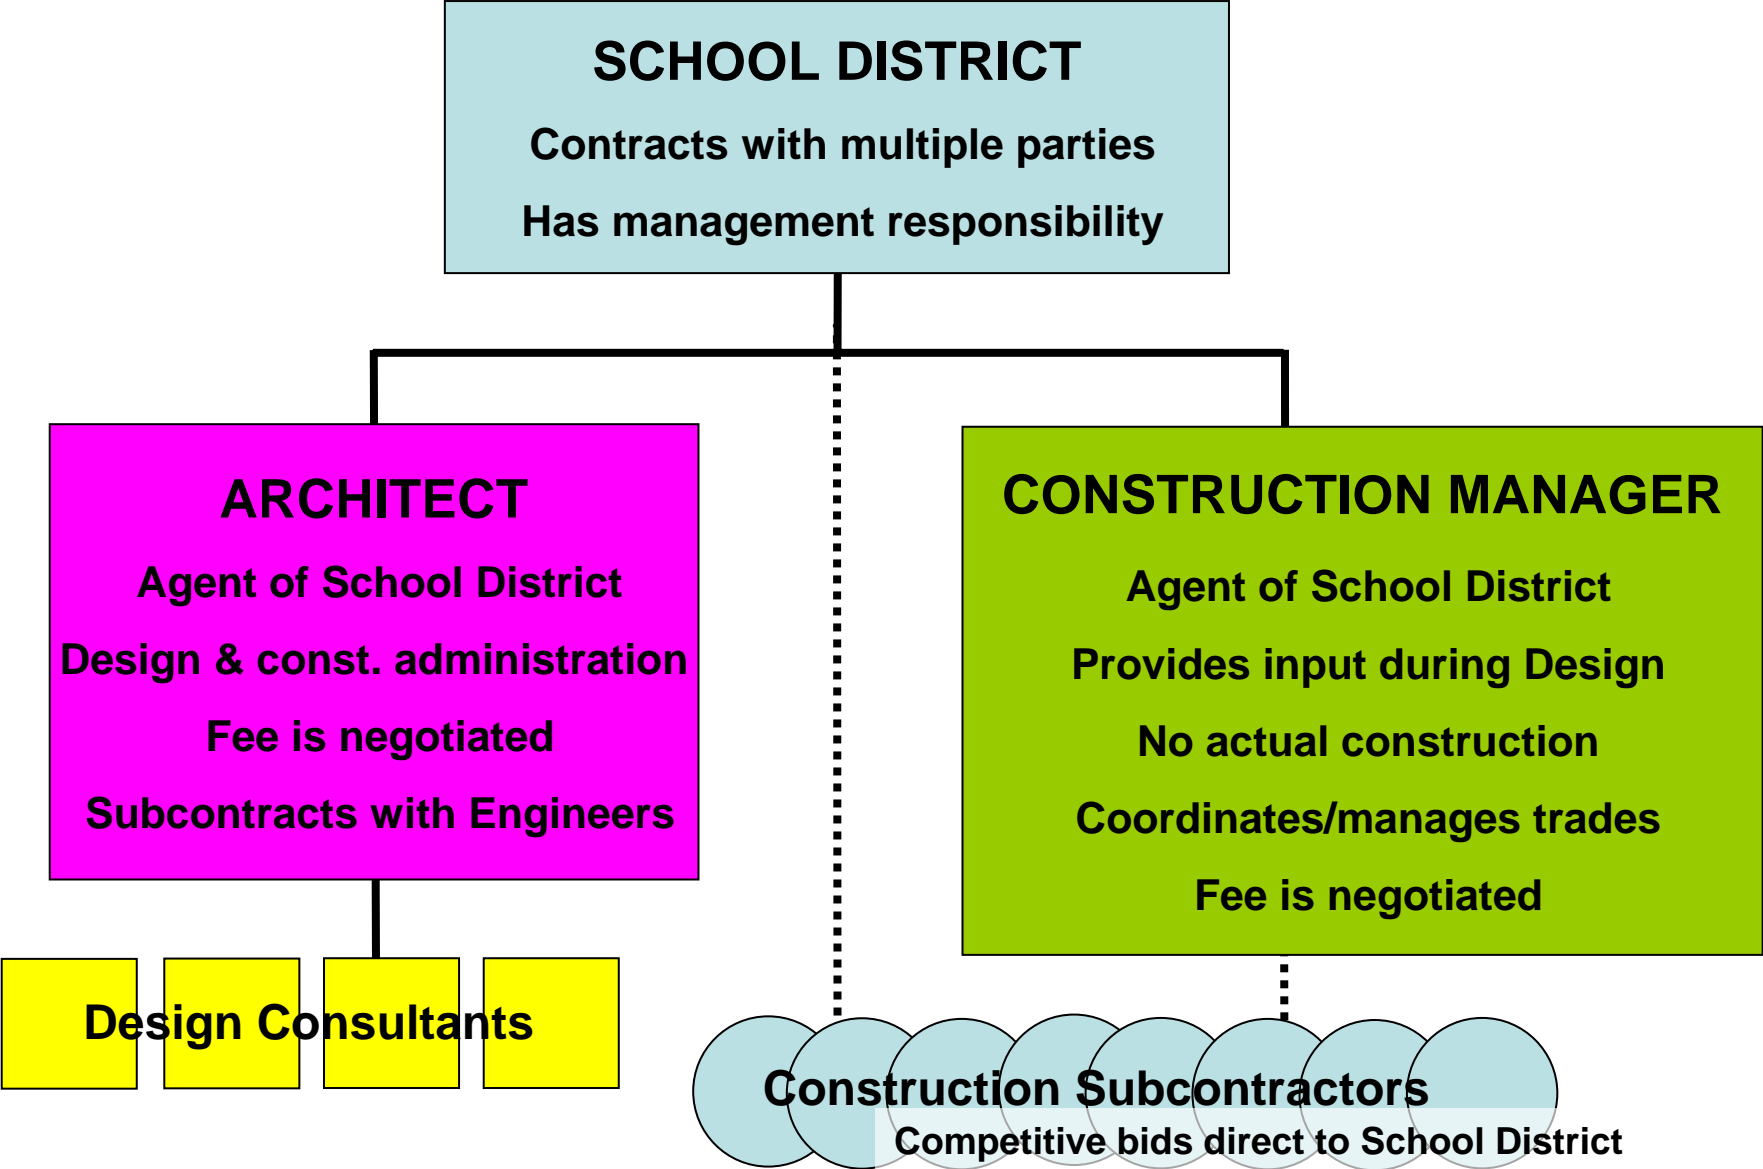 SCHOOL DISTRICT
Contracts with multiple parties
Has management responsibility
ARCHITECT
Agent of School District
Design & const. administration
Fee is negotiated
Subcontracts with Engineers
CONSTRUCTION MANAGER
Agent of School District
Provides input during Design
No actual construction
Coordinates/manages trades
Fee is negotiated
Design Consultants
Construction Subcontractors
Competitive bids direct to School District